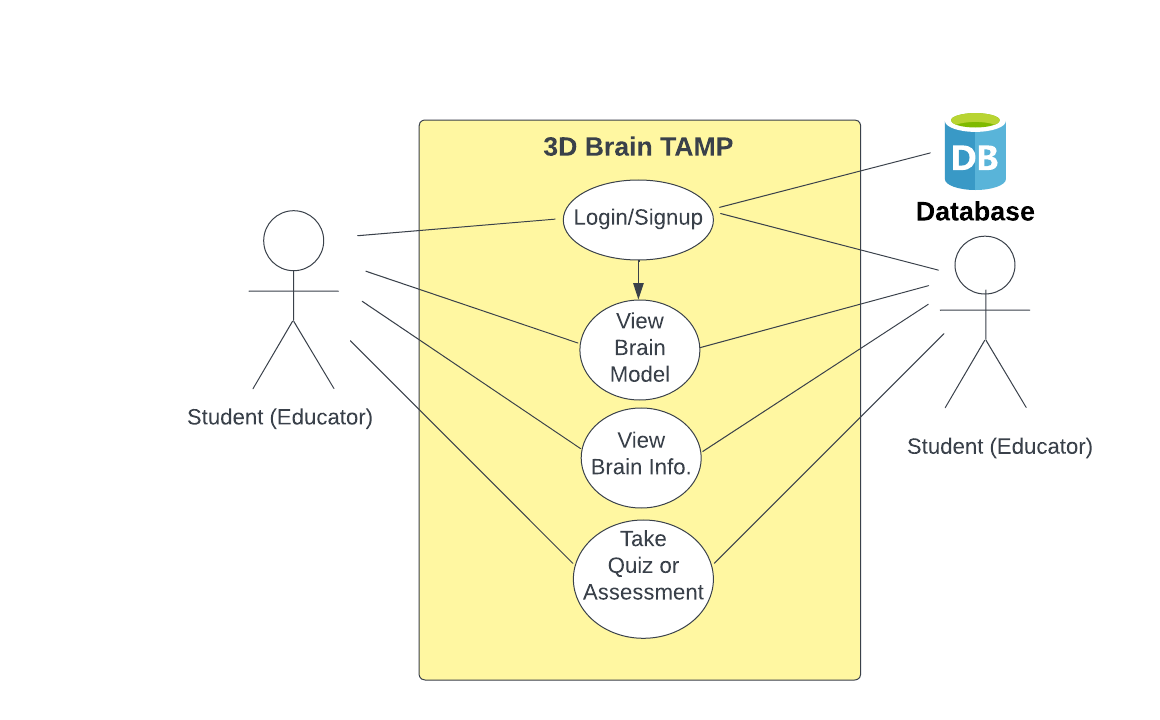 3D Brain TAMP
DB
Database
Login/Signup
View
Brain
Model
Student (Educator)
Student (Educator)
View
Brain Info.
Take
Quiz or
Assessment